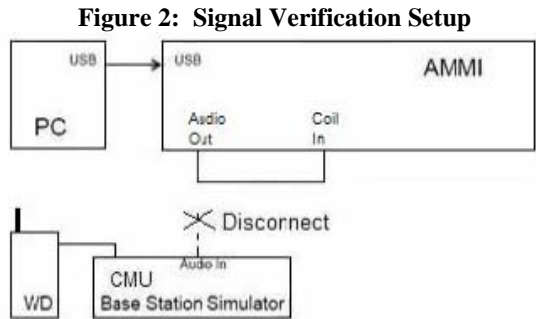 Figure 2: Signal Verification Setup
USB
USB
AMMI
PC
Audio
Out
Coil
In
Disconnect
Audio In
CMU
WD
Base Station Simulator